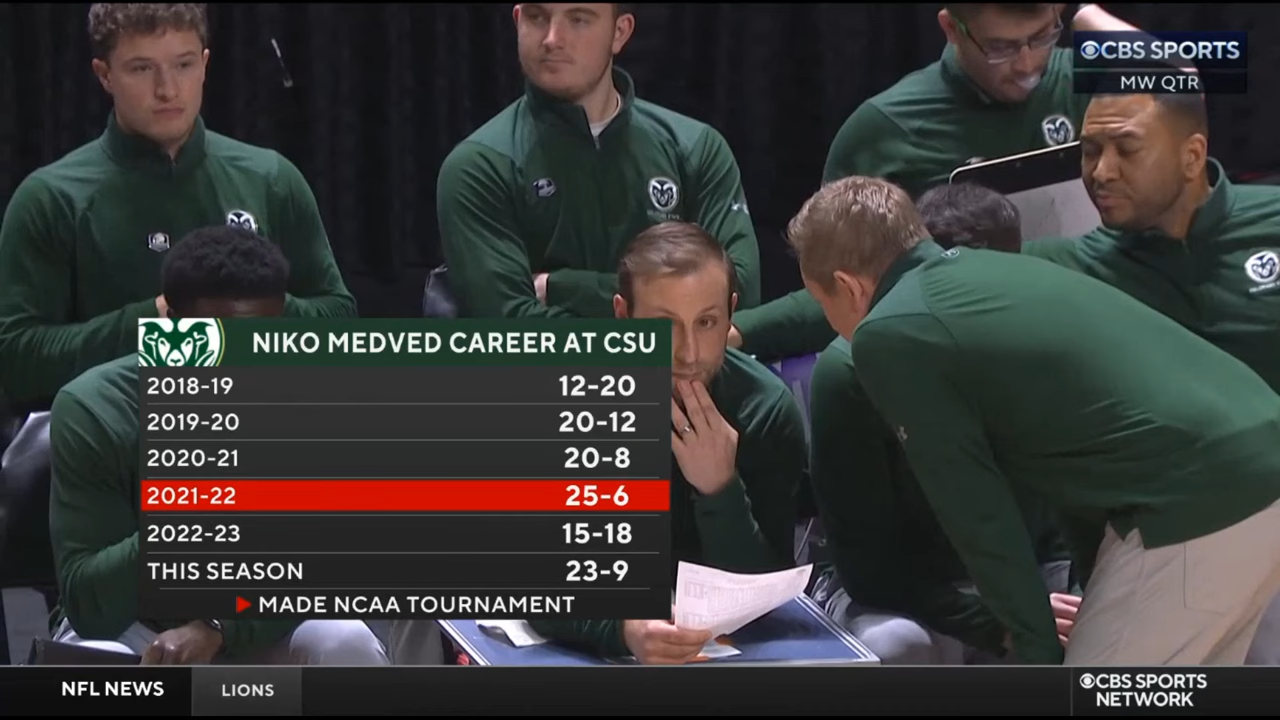 CBS SPORTS
MW QTR
NIKO MEDVED CAREER AT CSU
2018-19 12-20
2019-20 20-12
2020-21 20-8
2021-22 25-6
2022-23 15-18
THIS SEASON 23-9
MADE NCAA TOURNAMENT
NFL NEWS LIONS
CBS SPORTS
NETWORK